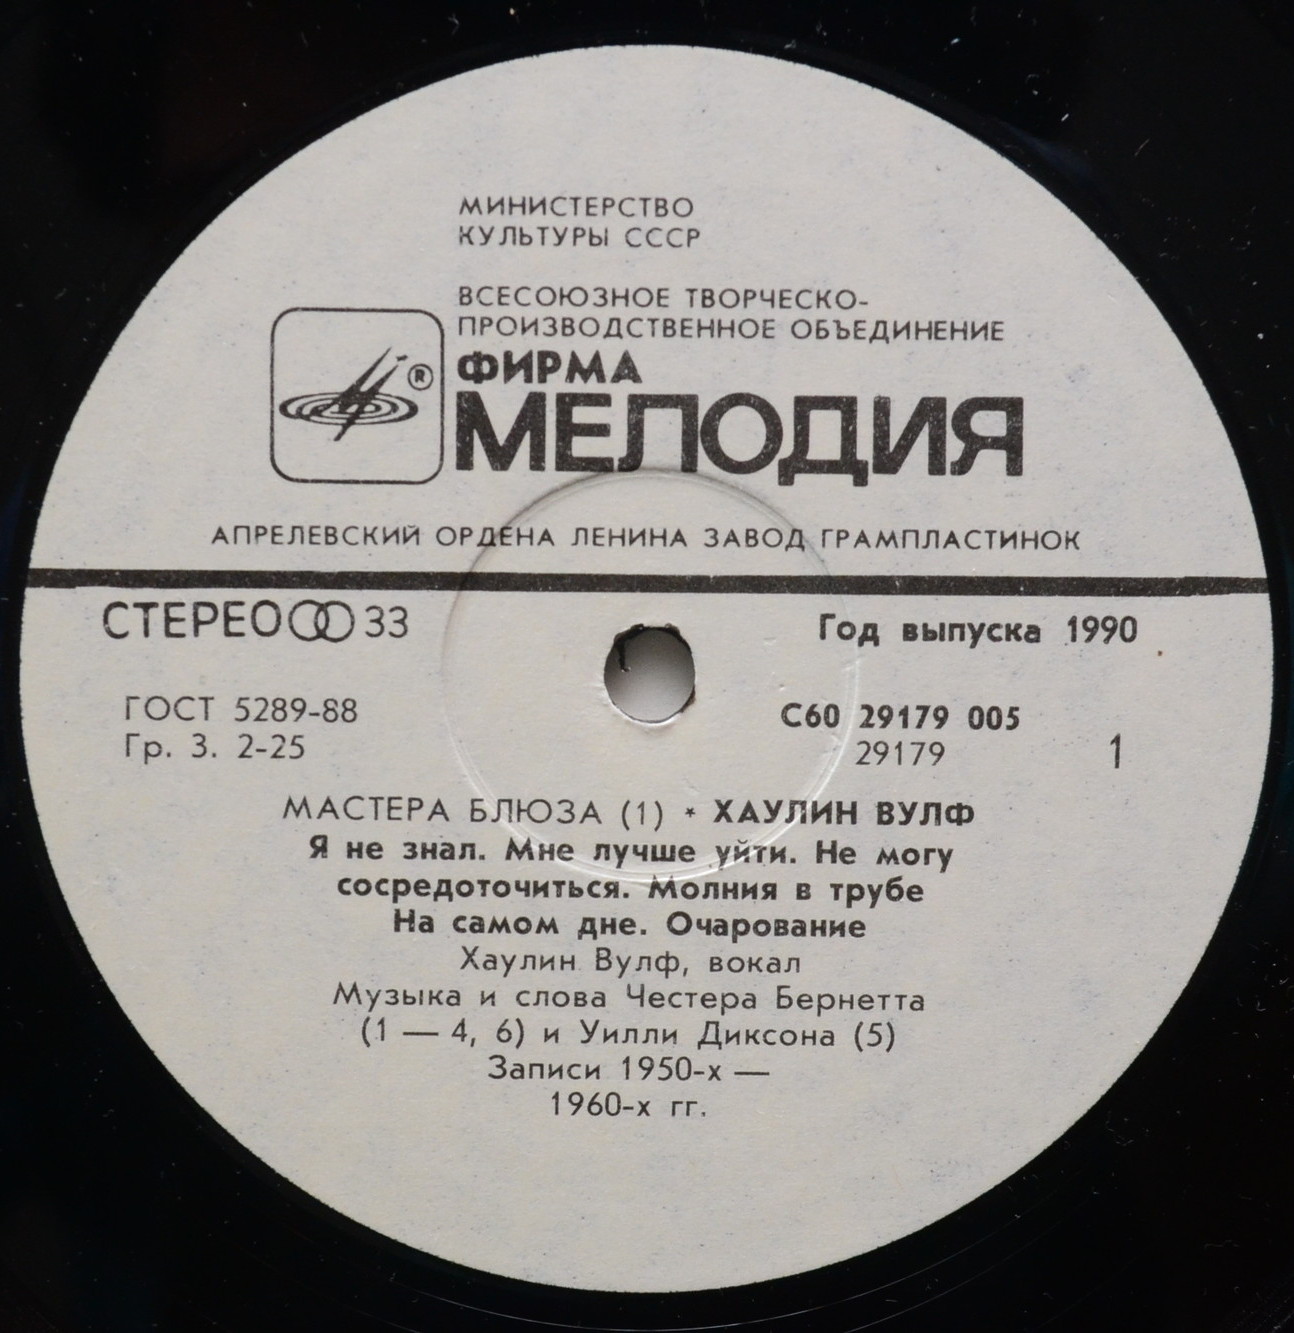 МИНИСТЕРСТВО
КУЛЬТУРЫ СССР
ВСЕСОЮЗНОЕ ТВОРЧЕСКО-
ПРОИЗВОДСТВЕННОЕ ОБЪЕДИНЕНИЕ
ФИРМА
®
МЕЛОДИЯ
АПРЕЛЕВСКИЙ ОРДЕНА ЛЕНИНА ЗАВОД ГРАМПЛАСТИНОК
СТЕРЕО 33
Год выпуска 1990
ГОСТ 5289-88
Гр. 3. 2-25
С60 29179 005
29179
1
МАСТЕРА БЛЮЗА (1) * ХАУЛИН ВУЛФ
Я не знал. Мне лучше уйти. Не могу
сосредоточиться. Молния в трубе
На самом дне. Очарование
Хаулин Вулф, вокал
Музыка и слова Честера Бернетта
(1 — 4, 6) и Уилли Диксона (5)
Записи 1950-х —
1960-х гг.